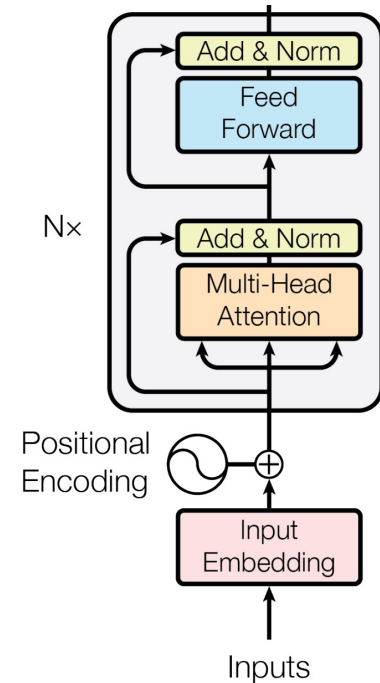 Add & Norm
Feed
Forward
N×
Add & Norm
Multi-Head
Attention
Positional
Encoding
Input
Embedding
Inputs